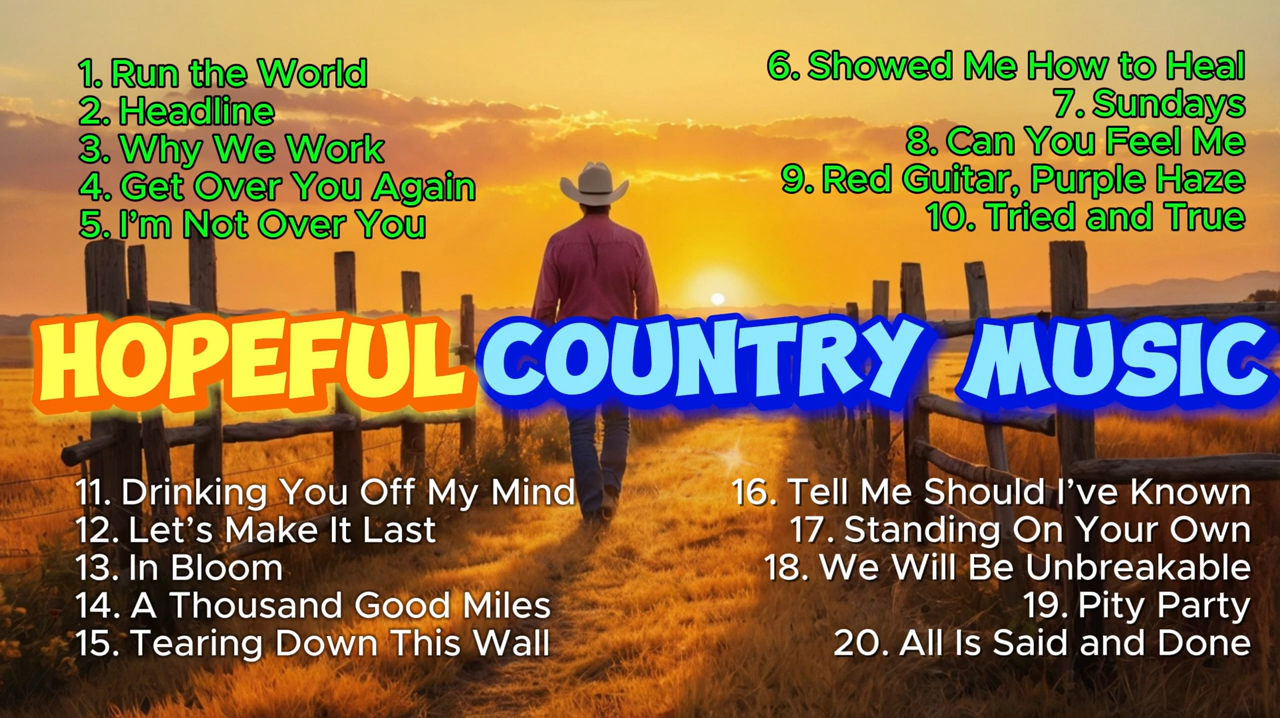 1. Run the World
2. Headline
3. Why We Work
4. Get Over You Again
5. I'm Not Over You
6. Showed Me How to Heal
7. Sundays
8. Can You Feel Me
9. Red Guitar, Purple Haze
10. Tried and True
HOPEFUL COUNTRY MUSIC
11. Drinking You Off My Mind
12. Let's Make It Last
13. In Bloom
14. A Thousand Good Miles
15. Tearing Down This Wall
16. Tell Me Should I've Known
17. Standing On Your Own
18. We Will Be Unbreakable
19. Pity Party
20. All Is Said and Done